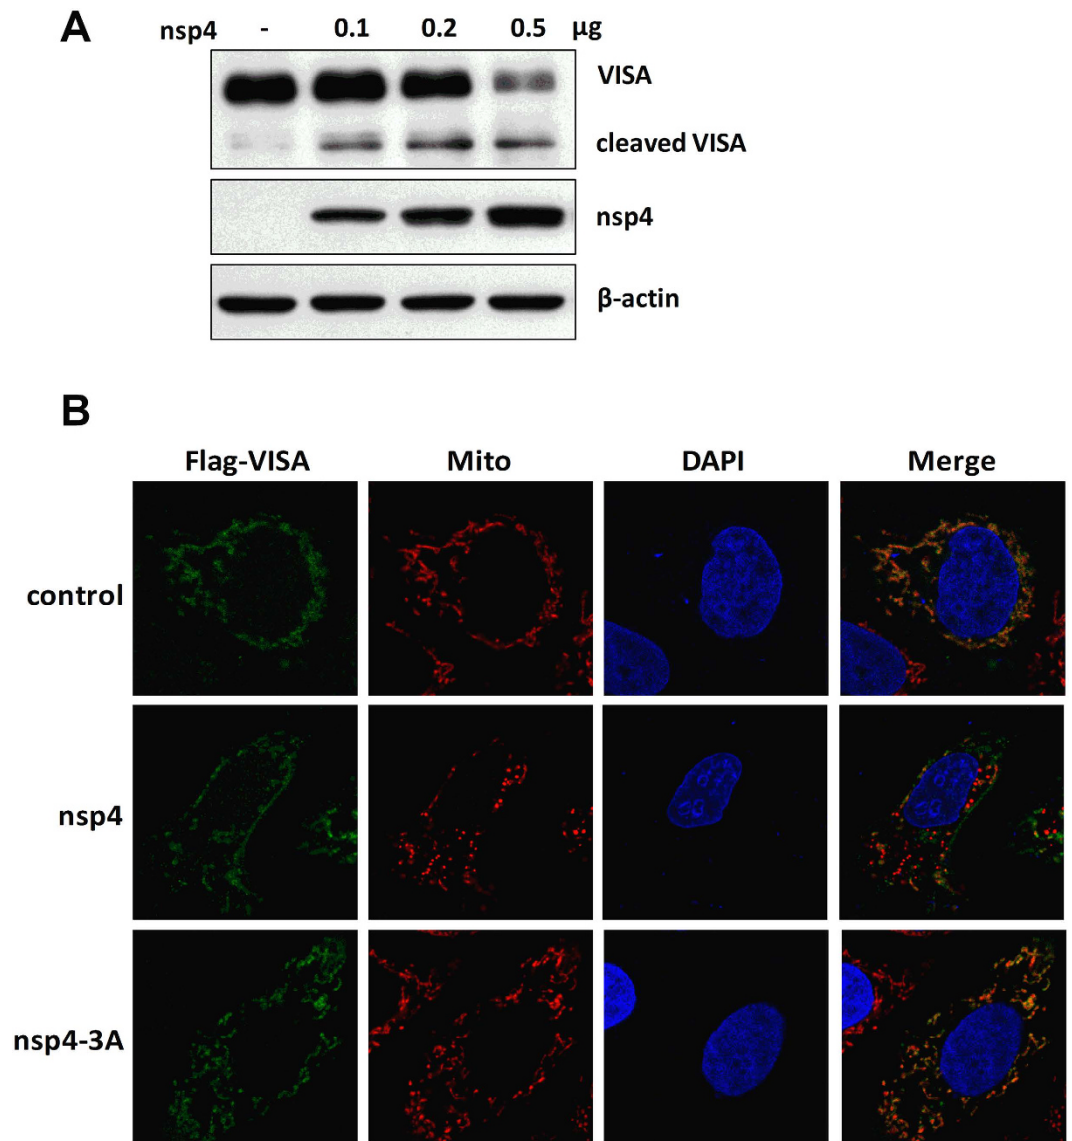 A
nsp4 - 0.1 0.2 0.5 μg
VISA
cleaved VISA
nsp4
β-actin
B
Flag-VISA Mito DAPI Merge
control
nsp4
nsp4-3A